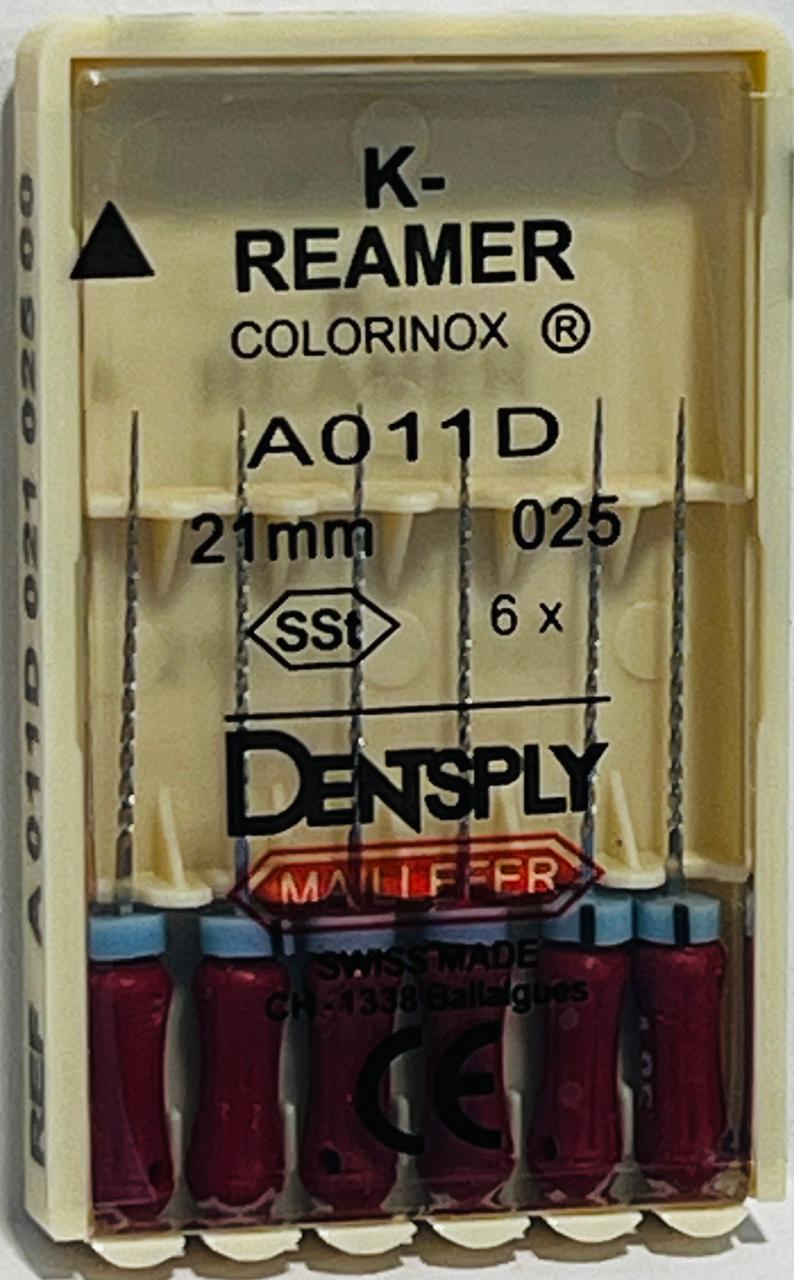 K-
REAMER
COLORINOX ®
A011D
21mm 025
SSt 6 x
DENTSPLY
MAILLEFER
SWISS MADE
CH-1338 Ballaigues
CE
REF A 011D 021 025 00